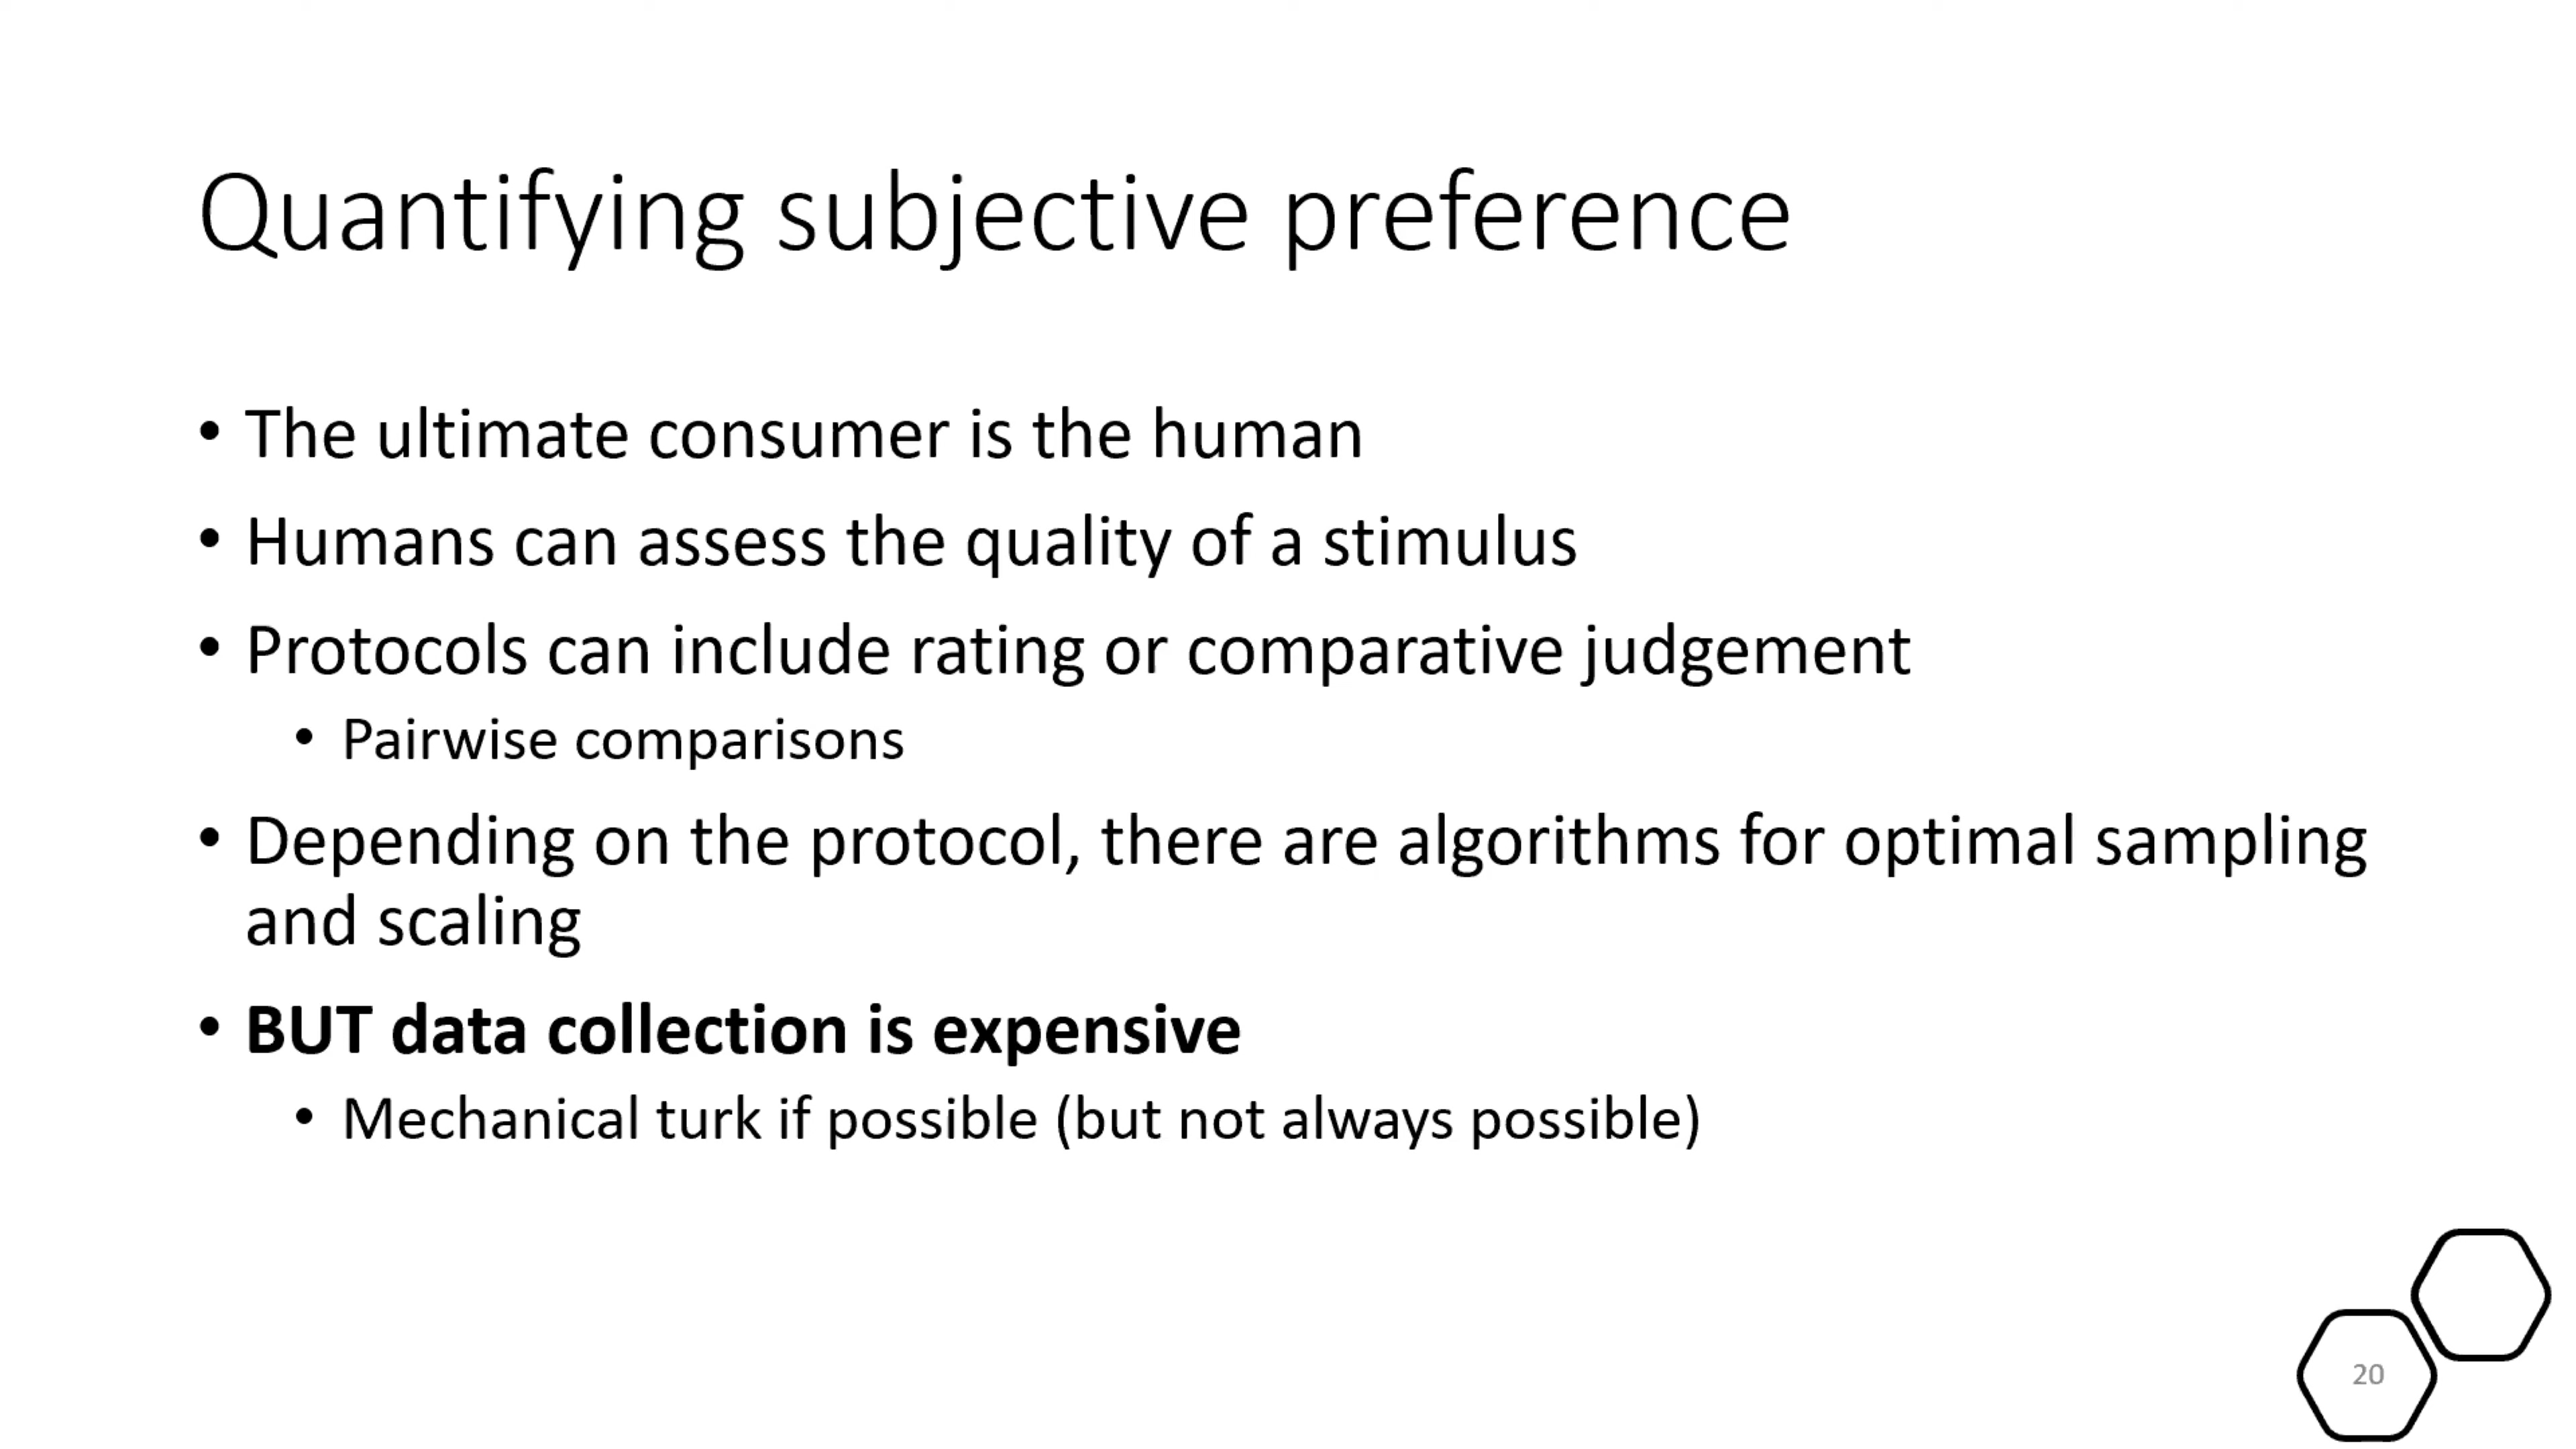 Quantifying subjective preference
• The ultimate consumer is the human
• Humans can assess the quality of a stimulus
• Protocols can include rating or comparative judgement
• Pairwise comparisons
• Depending on the protocol, there are algorithms for optimal sampling
and scaling
• BUT data collection is expensive
• Mechanical turk if possible (but not always possible)
20